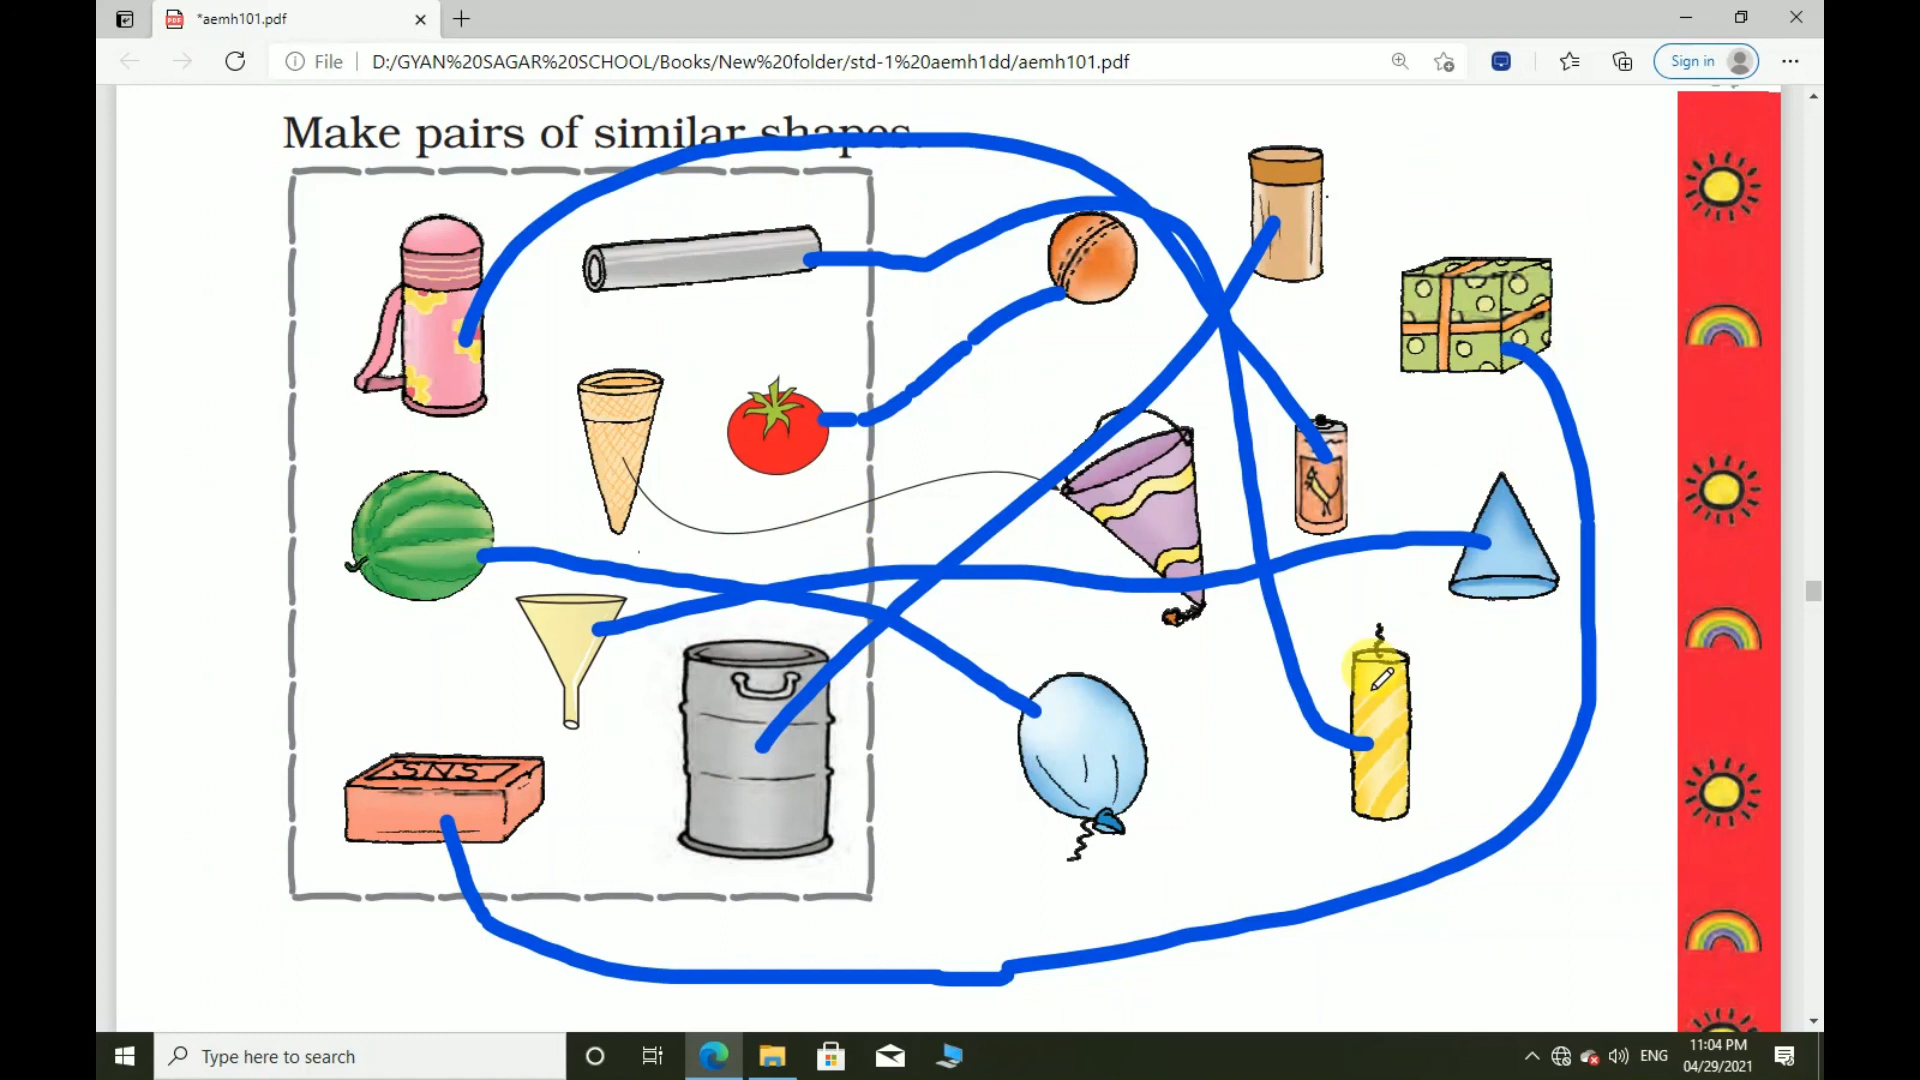 *aemh101.pdf
File
D:/GYAN%20SAGAR%20SCHOOL/Books/New%20folder/std-1%20aemh1dd/aemh101.pdf
Sign in
Make pairs of similar shapes.
SNS
Type here to search
ENG
11:04 PM
04/29/2021